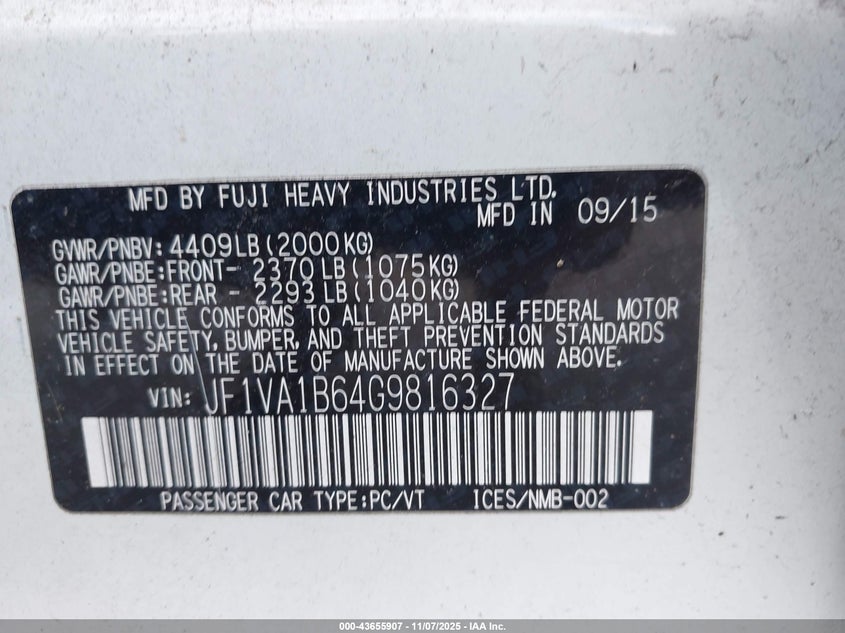 MFD BY FUJI HEAVY INDUSTRIES LTD.
MFD IN 09/15
GVWR/PNBV: 4409LB(2000KG)
GAWR/PNBE:FRONT- 2370LB(1075KG)
GAWR/PNBE:REAR - 2293LB(1040KG)
THIS VEHICLE CONFORMS TO ALL APPLICABLE FEDERAL MOTOR
VEHICLE SAFETY, BUMPER, AND THEFT PREVENTION STANDARDS
IN EFFECT ON THE DATE OF MANUFACTURE SHOWN ABOVE.
VIN: JF1VA1B64G9816327
PASSENGER CAR TYPE:PC/VT ICES/NMB-002
000-43655907 - 11/07/2025 - IAA Inc.